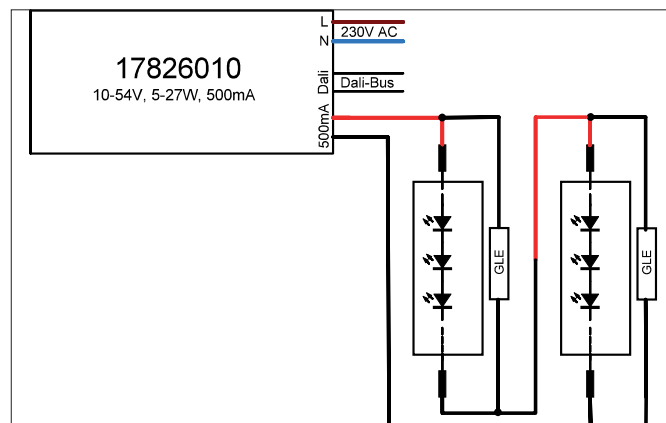 L
230V AC
N
17826010
10-54V, 5-27W, 500mA
Dali
Dali-Bus
500mA
GLE
GLE